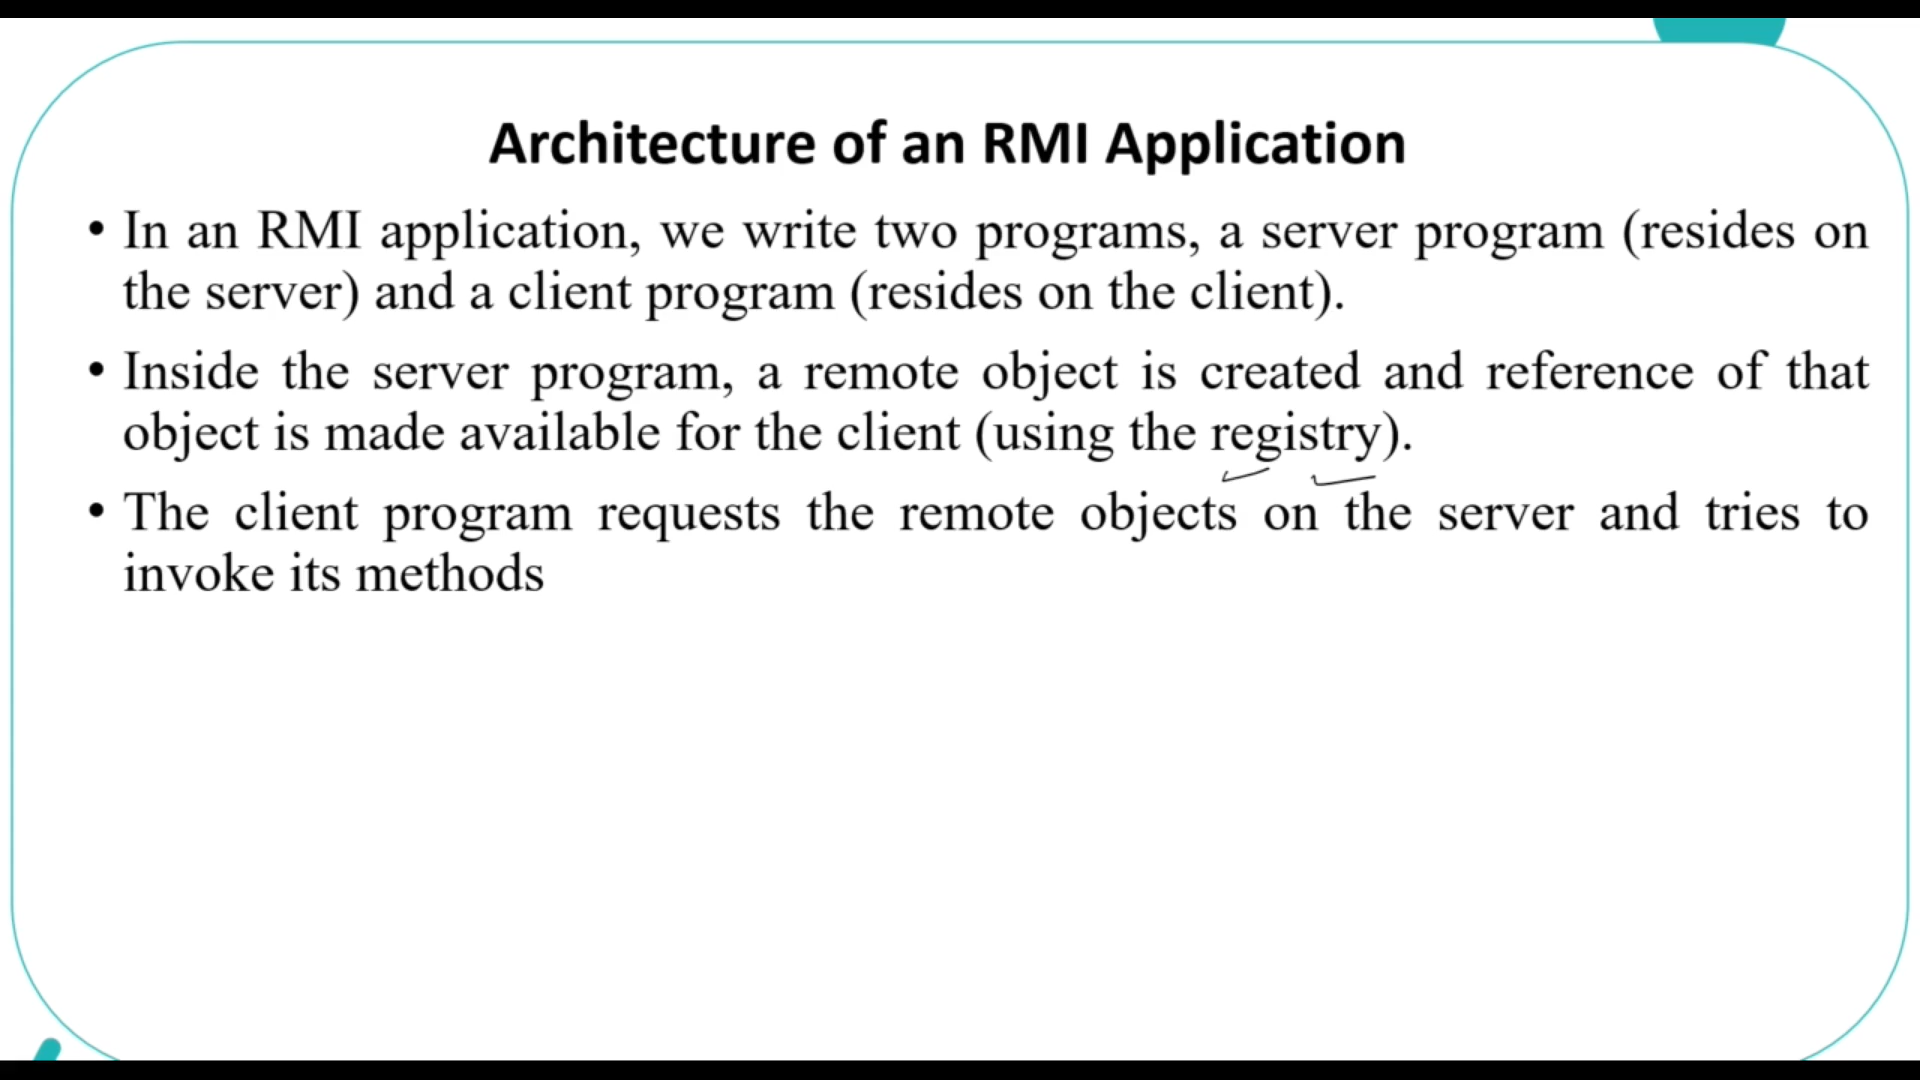 Architecture of an RMI Application
• In an RMI application, we write two programs, a server program (resides on
the server) and a client program (resides on the client).
• Inside the server program, a remote object is created and reference of that
object is made available for the client (using the registry).
• The client program requests the remote objects on the server and tries to
invoke its methods